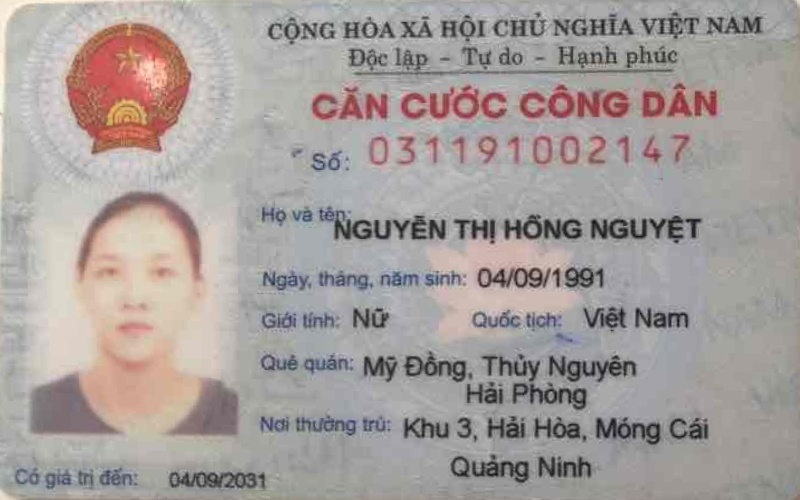 CỘNG HÒA XÃ HỘI CHỦ NGHĨA VIỆT NAM
Độc lập - Tự do - Hạnh phúc
CĂN CƯỚC CÔNG DÂN
Số: 031191002147
Họ và tên: NGUYỄN THỊ HỒNG NGUYỆT
Ngày, tháng, năm sinh: 04/09/1991
Giới tính: Nữ Quốc tịch: Việt Nam
Quê quán: Mỹ Đồng, Thủy Nguyên
Hải Phòng
Nơi thường trú: Khu 3, Hải Hòa, Móng Cái
Quảng Ninh
Có giá trị đến: 04/09/2031